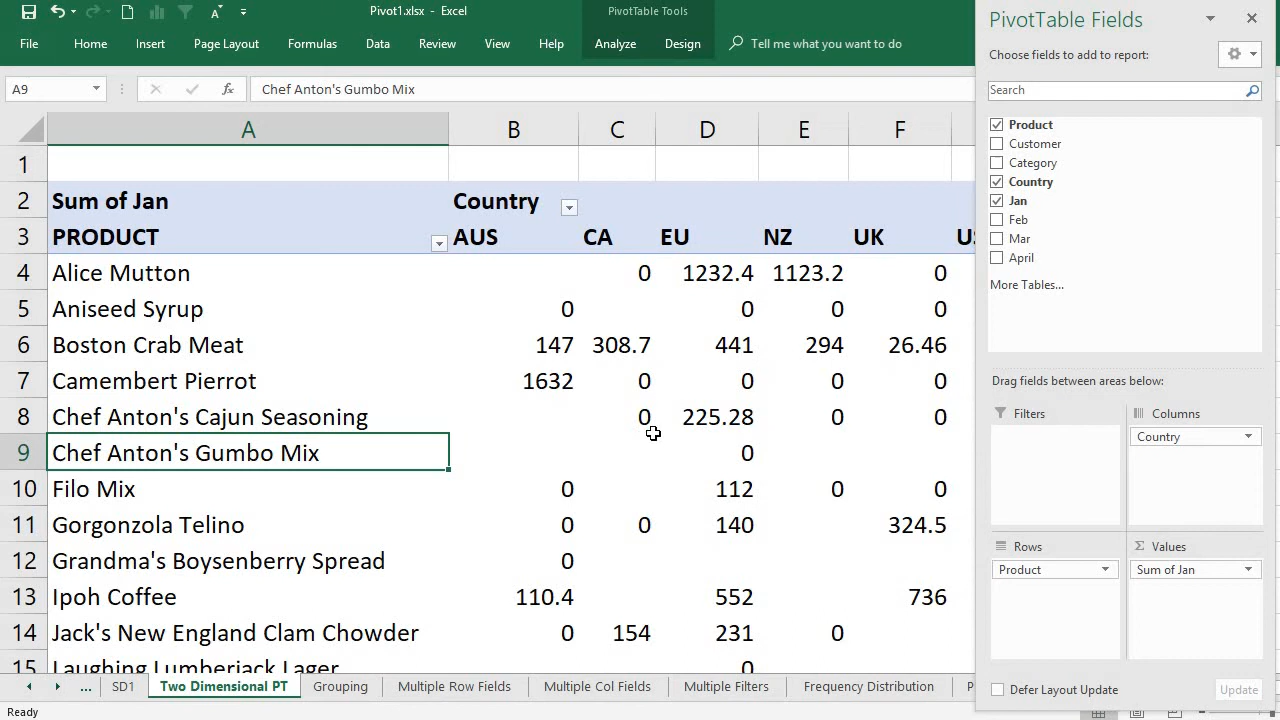 Pivot1.xlsx - Excel
PivotTable Tools
File Home Insert Page Layout Formulas Data Review View Help Analyze Design Tell me what you want to do
A9 fx Chef Anton's Gumbo Mix
A B C D E F
1
2 Sum of Jan Country
3 PRODUCT AUS CA EU NZ UK
4 Alice Mutton 0 1232.4 1123.2 0
5 Aniseed Syrup 0 0 0 0
6 Boston Crab Meat 147 308.7 441 294 26.46
7 Camembert Pierrot 1632 0 0 0 0
8 Chef Anton's Cajun Seasoning 0 225.28 0 0
9 Chef Anton's Gumbo Mix 0
10 Filo Mix 0 112 0 0
11 Gorgonzola Telino 0 0 140 324.5
12 Grandma's Boysenberry Spread 0
13 Ipoh Coffee 110.4 552 736
14 Jack's New England Clam Chowder 0 154 231 0
15 Laughing Lumberjack Lager 0
... SD1 Two Dimensional PT Grouping Multiple Row Fields Multiple Col Fields Multiple Filters Frequency Distribution P
Ready
PivotTable Fields
Choose fields to add to report:
Search
Product
Customer
Category
Country
Jan
Feb
Mar
April
More Tables...
Drag fields between areas below:
Filters Columns
Country
Rows Σ Values
Product Sum of Jan
Defer Layout Update Update